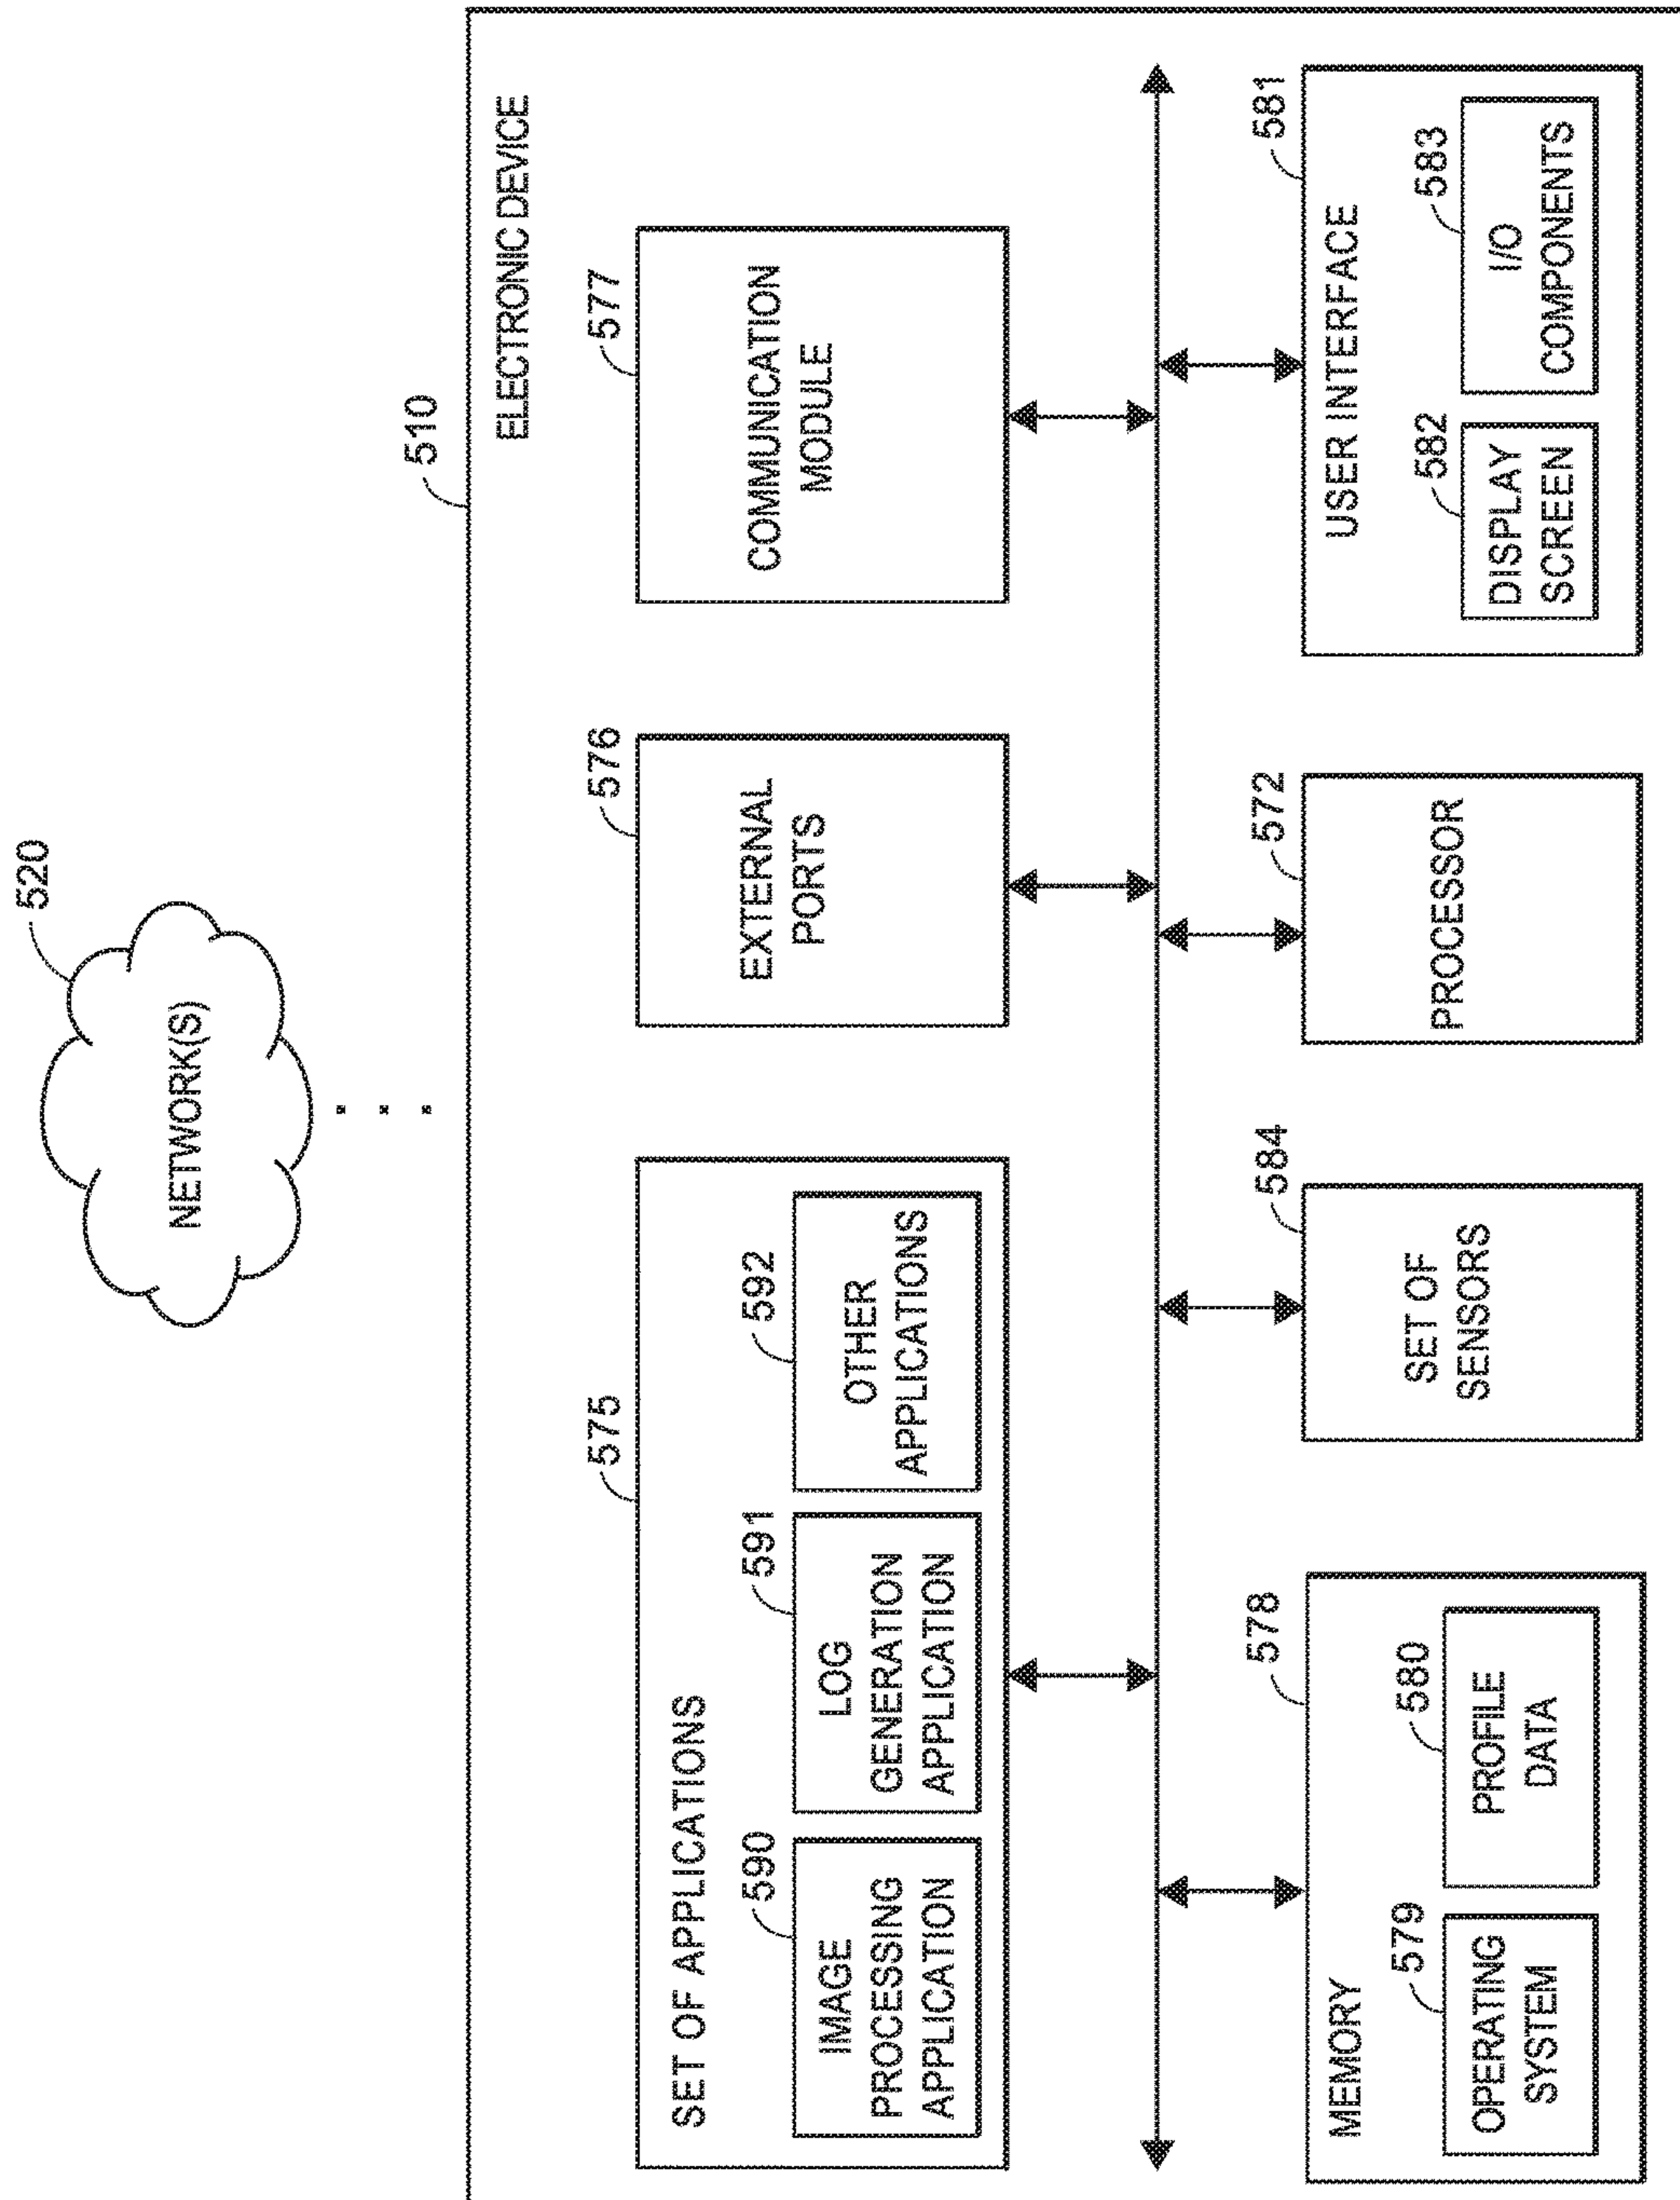 520
NETWORK(S)
510
ELECTRONIC DEVICE
575
SET OF APPLICATIONS
590
IMAGE
PROCESSING
APPLICATION
591
LOG
GENERATION
APPLICATION
592
OTHER
APPLICATIONS
576
EXTERNAL
PORTS
577
COMMUNICATION
MODULE
578
MEMORY
579
OPERATING
SYSTEM
580
PROFILE
DATA
584
SET OF
SENSORS
572
PROCESSOR
581
USER INTERFACE
582
DISPLAY
SCREEN
583
I/O
COMPONENTS